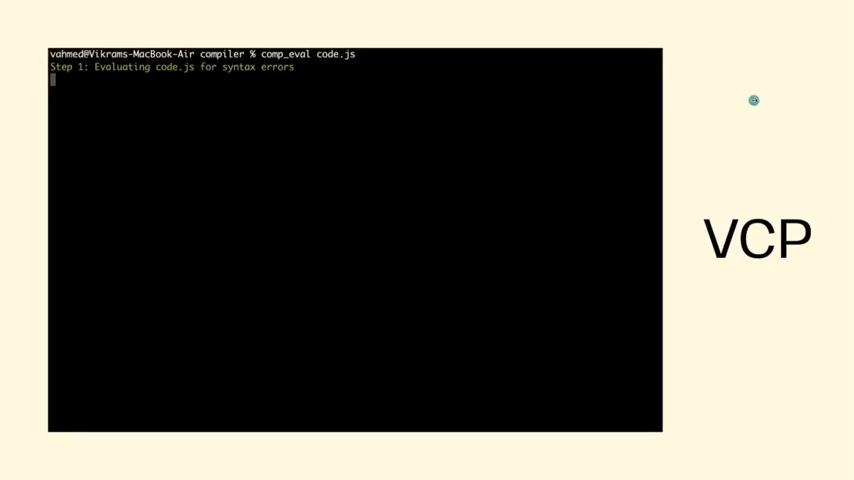 vahmed@Vikrams-MacBook-Air compiler % comp_eval code.js
Step 1: Evaluating code.js for syntax errors
VCP